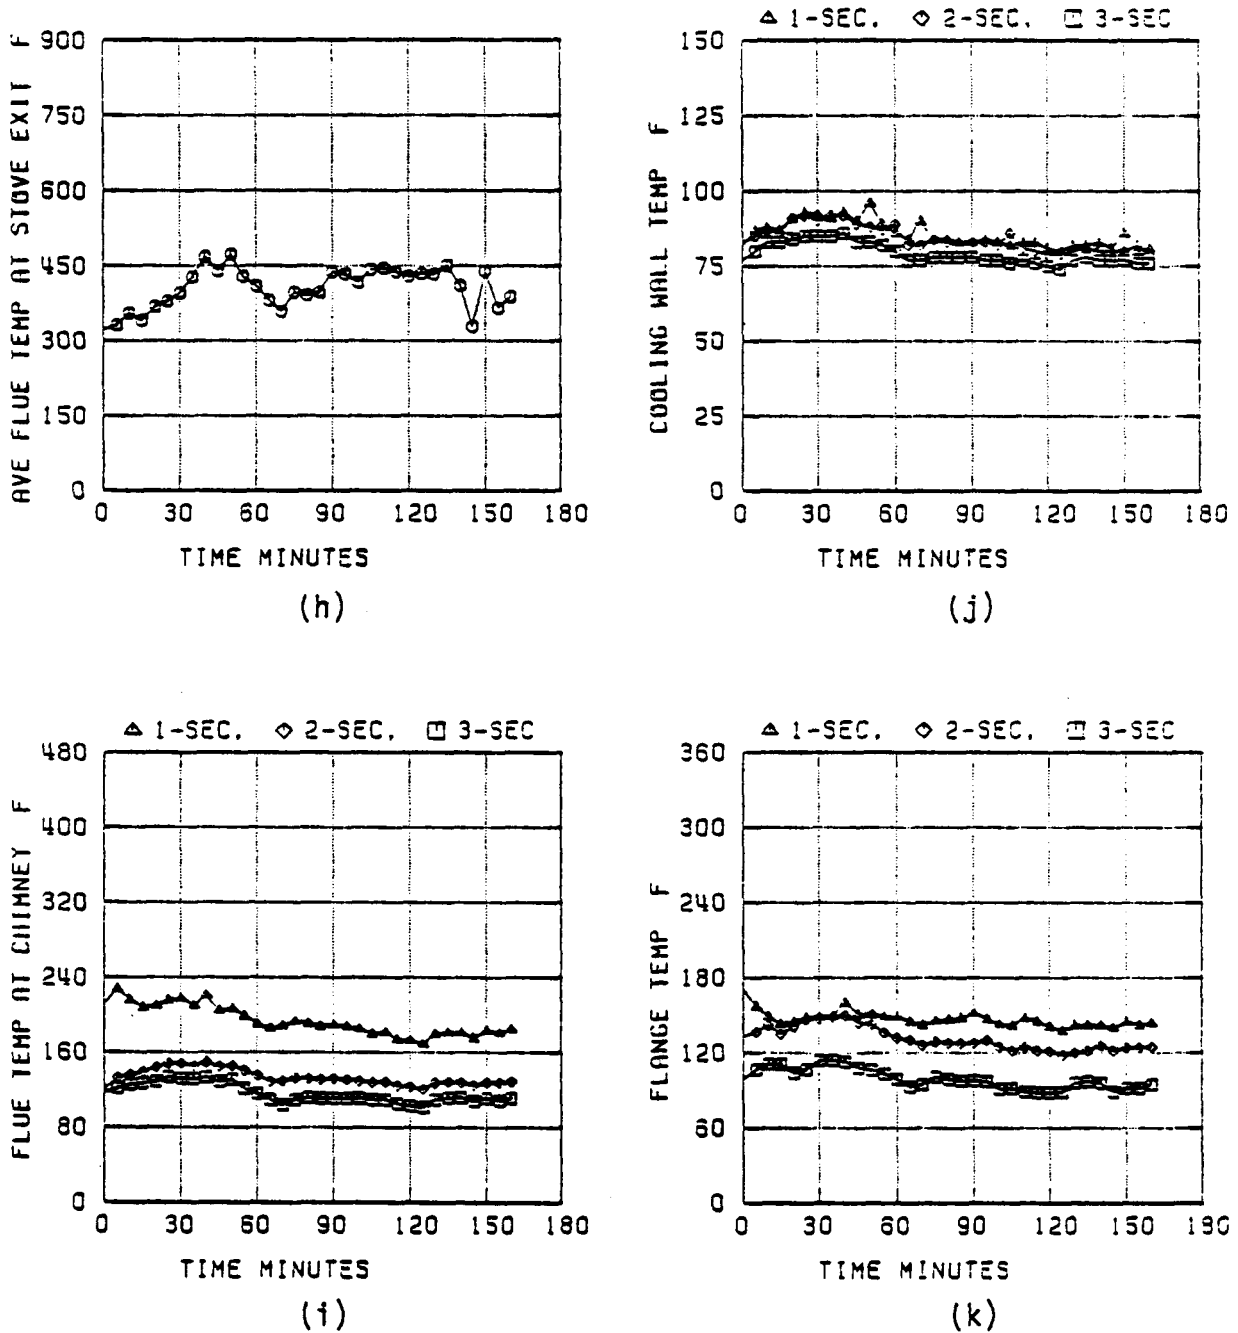 AVE FLUE TEMP AT STOVE EXIT F
900
750
600
450
300
150
0
0 30 60 90 120 150 180
TIME MINUTES
(h)
1-SEC, 2-SEC, 3-SEC
COOLING WALL TEMP F
150
125
100
75
50
25
0
0 30 60 90 120 150 180
TIME MINUTES
(j)
1-SEC, 2-SEC, 3-SEC
FLUE TEMP AT CHIMNEY F
480
400
320
240
160
80
0
0 30 60 90 120 150 180
TIME MINUTES
(i)
1-SEC, 2-SEC, 3-SEC
FLANGE TEMP F
360
300
240
180
120
60
0
0 30 60 90 120 150 180
TIME MINUTES
(k)